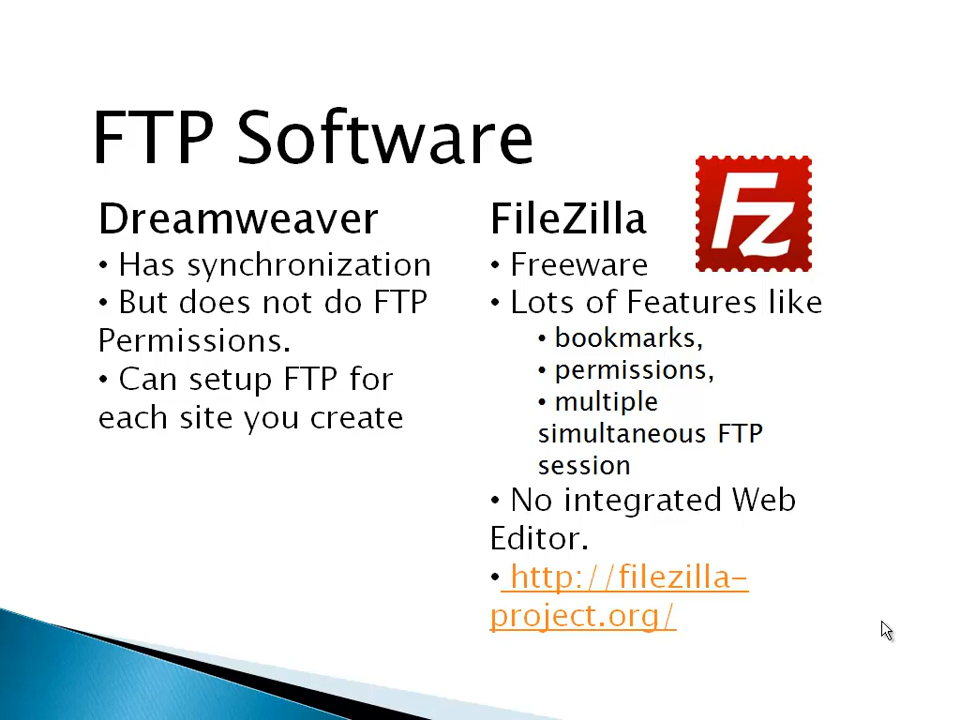 FTP Software
Dreamweaver
• Has synchronization
• But does not do FTP
Permissions.
• Can setup FTP for
each site you create
FileZilla
Fz
• Freeware
• Lots of Features like
• bookmarks,
• permissions,
• multiple
simultaneous FTP
session
• No integrated Web
Editor.
• http://filezilla-
project.org/